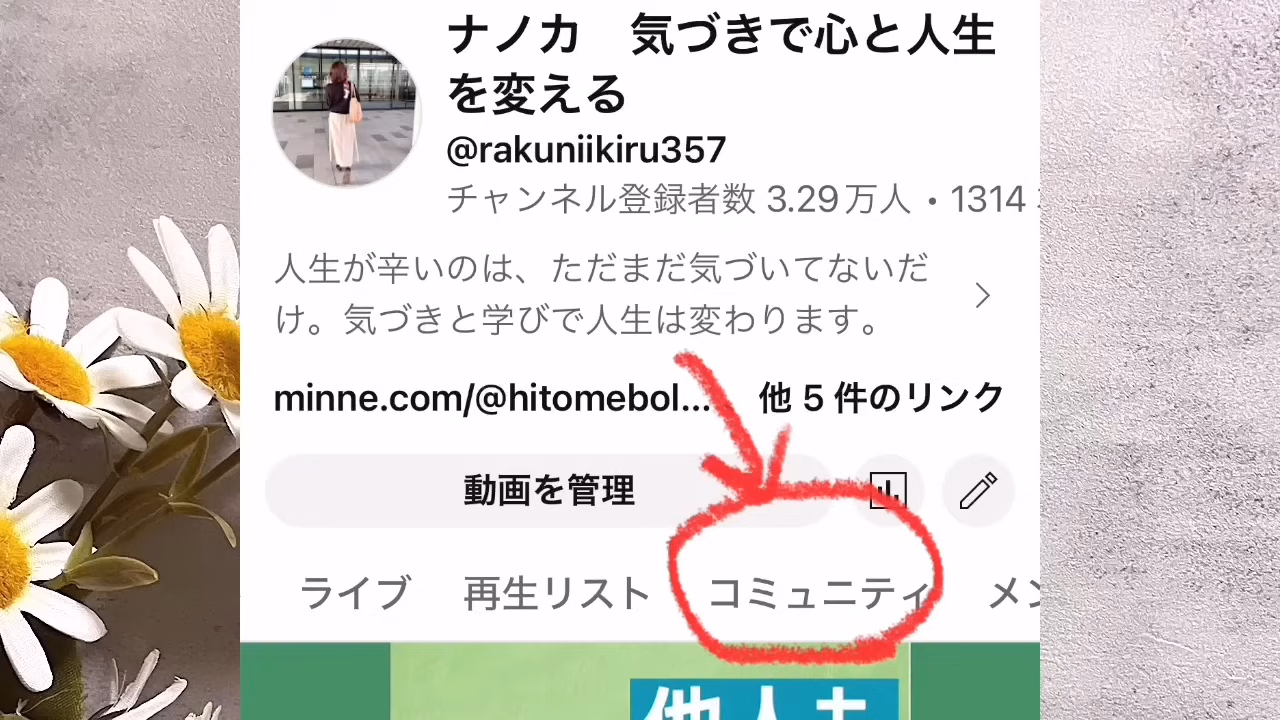 ナノカ　気づきで心と人生
を変える
@rakuniikiru357
チャンネル登録者数 3.29万人・1314
人生が辛いのは、ただまだ気づいてないだ
け。気づきと学びで人生は変わります。
minne.com/@hitomebol... 他 5 件のリンク
動画を管理
ライブ 再生リスト コミュニティ メン
他人も